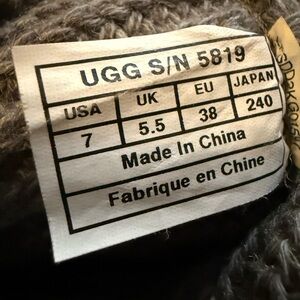 UGG S/N 5819
USA UK EU JAPAN
7 5.5 38 240
Made In China
Fabrique en Chine